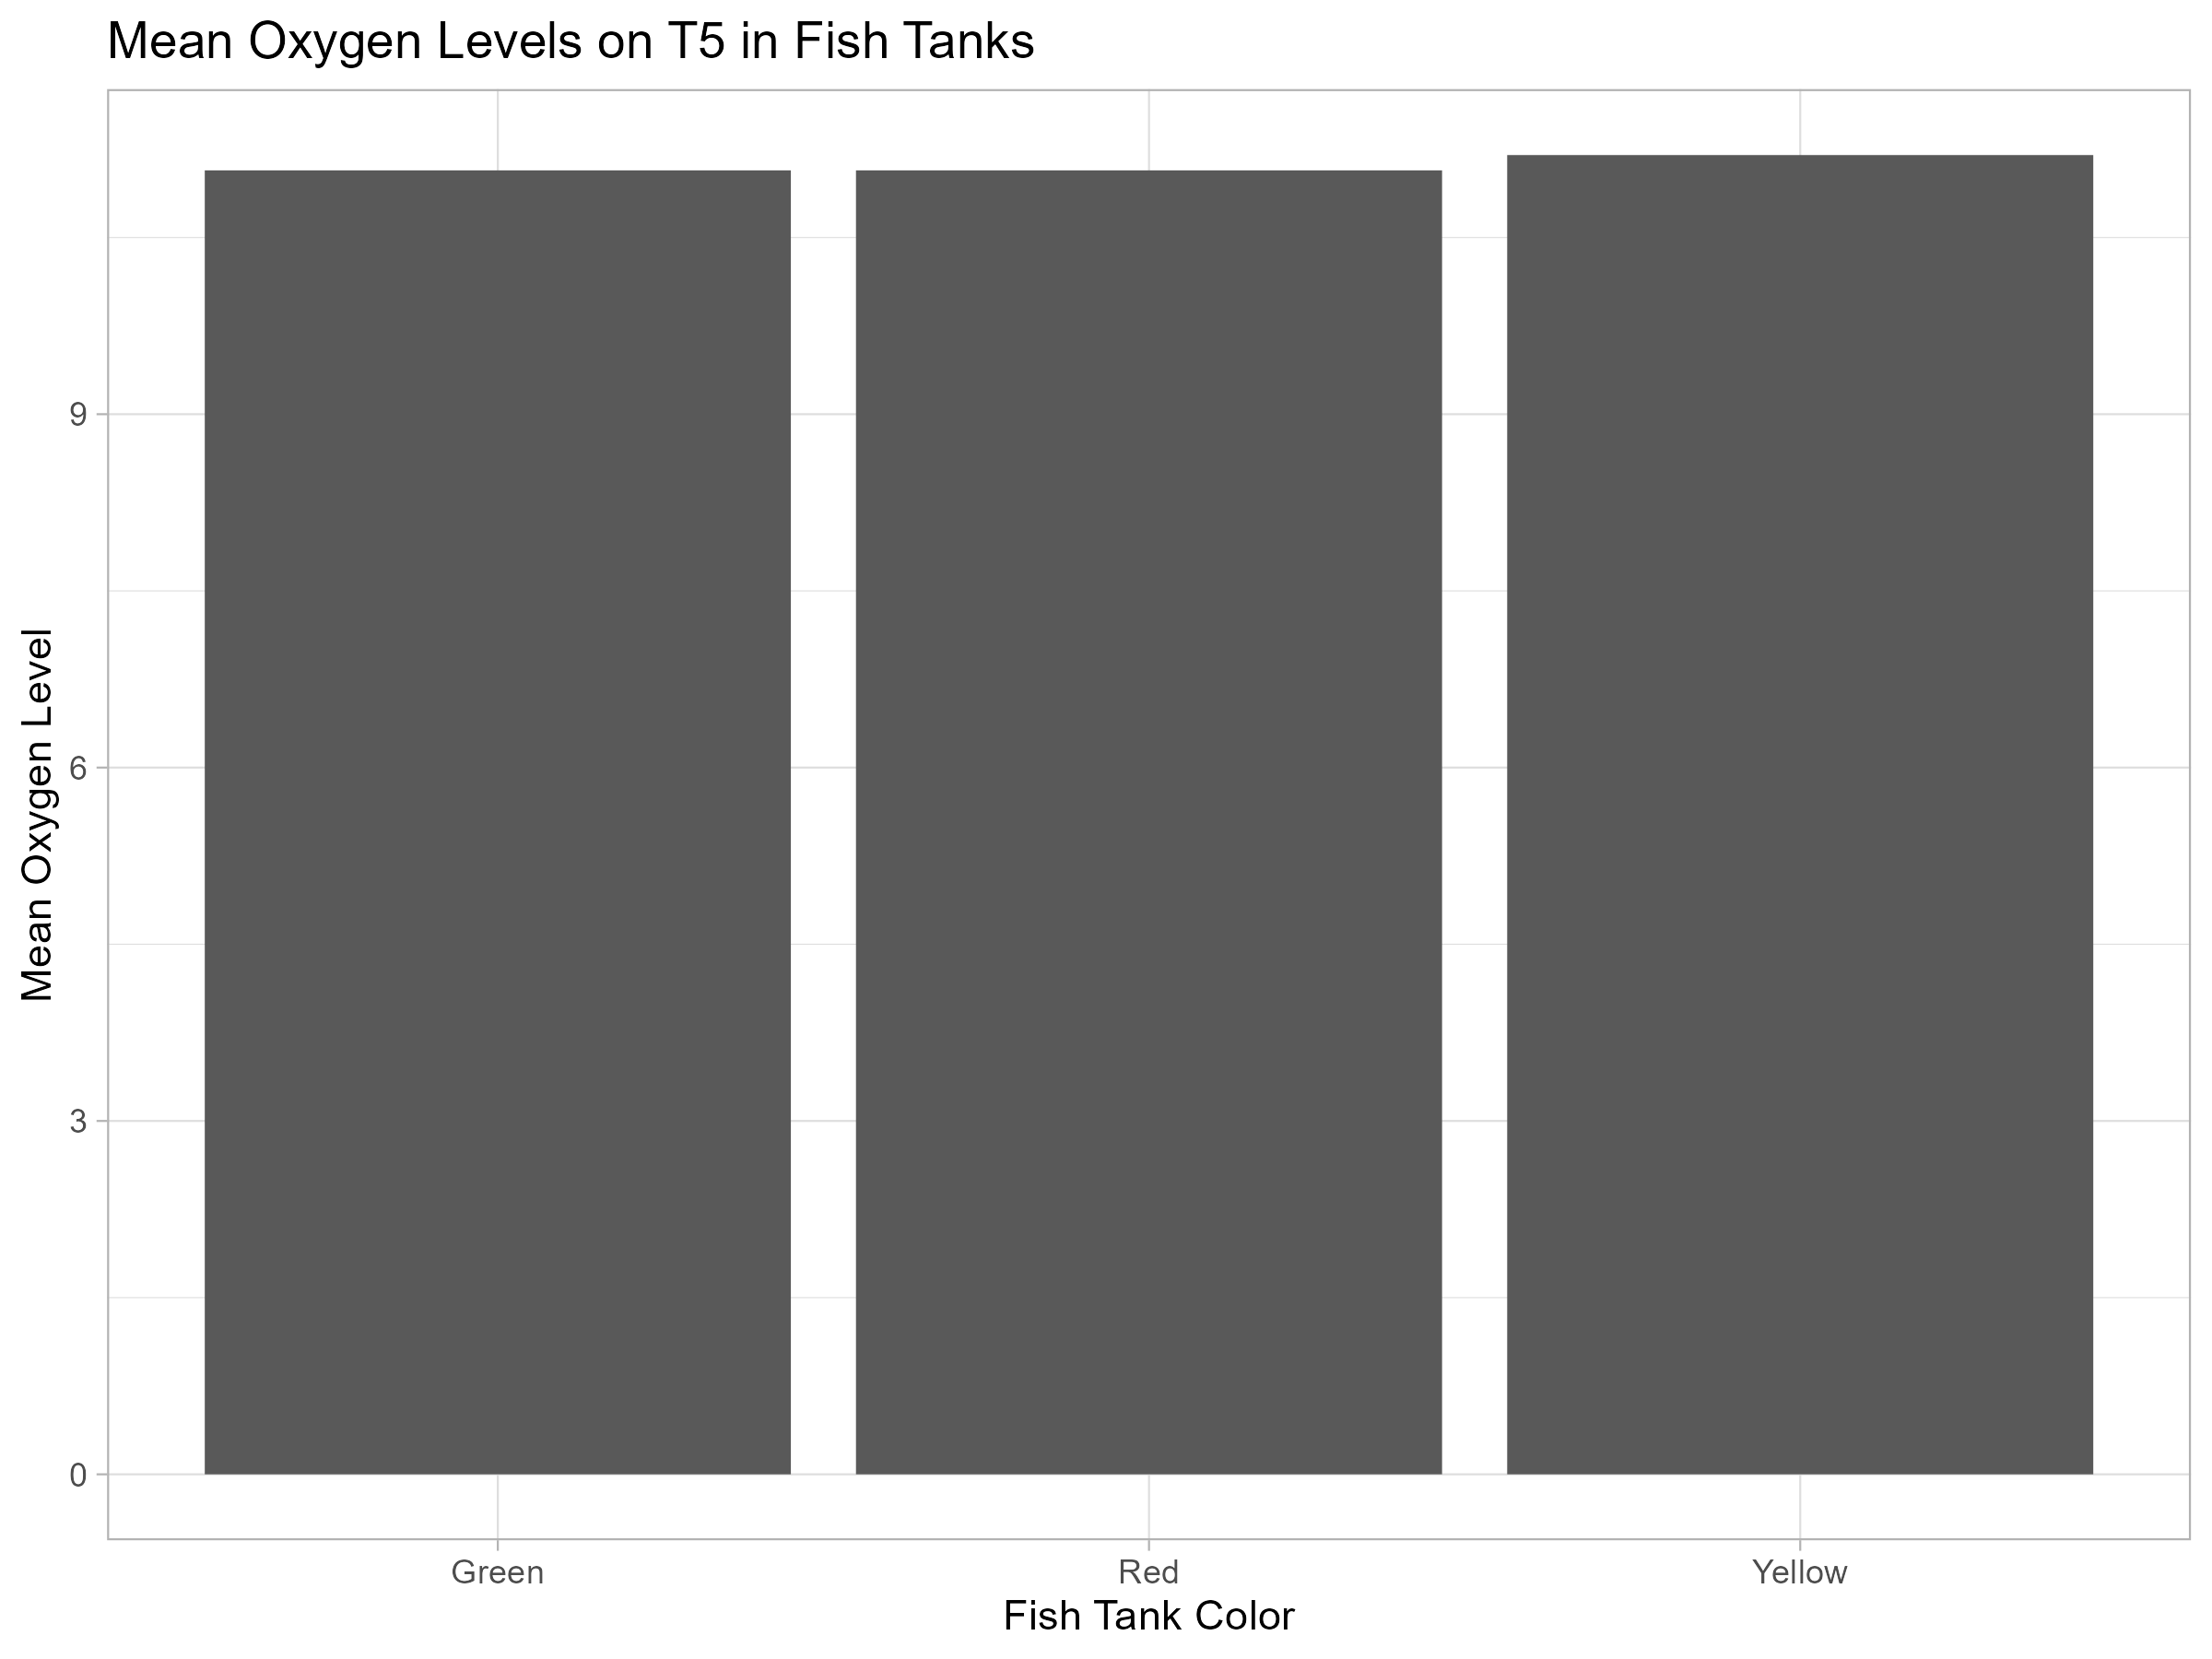 Mean Oxygen Levels on T5 in Fish Tanks
Mean Oxygen Level
9
6
3
0
Green Red Yellow
Fish Tank Color